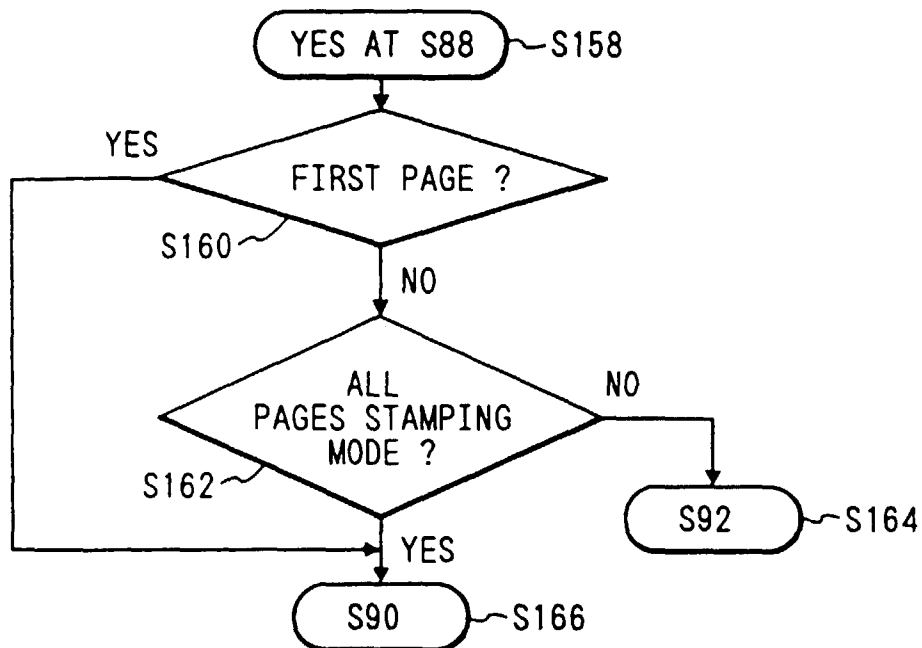 YES AT S88
S158
YES
FIRST PAGE ?
S160
NO
ALL
PAGES STAMPING
MODE ?
NO
S162
S92
S164
YES
S90
S166